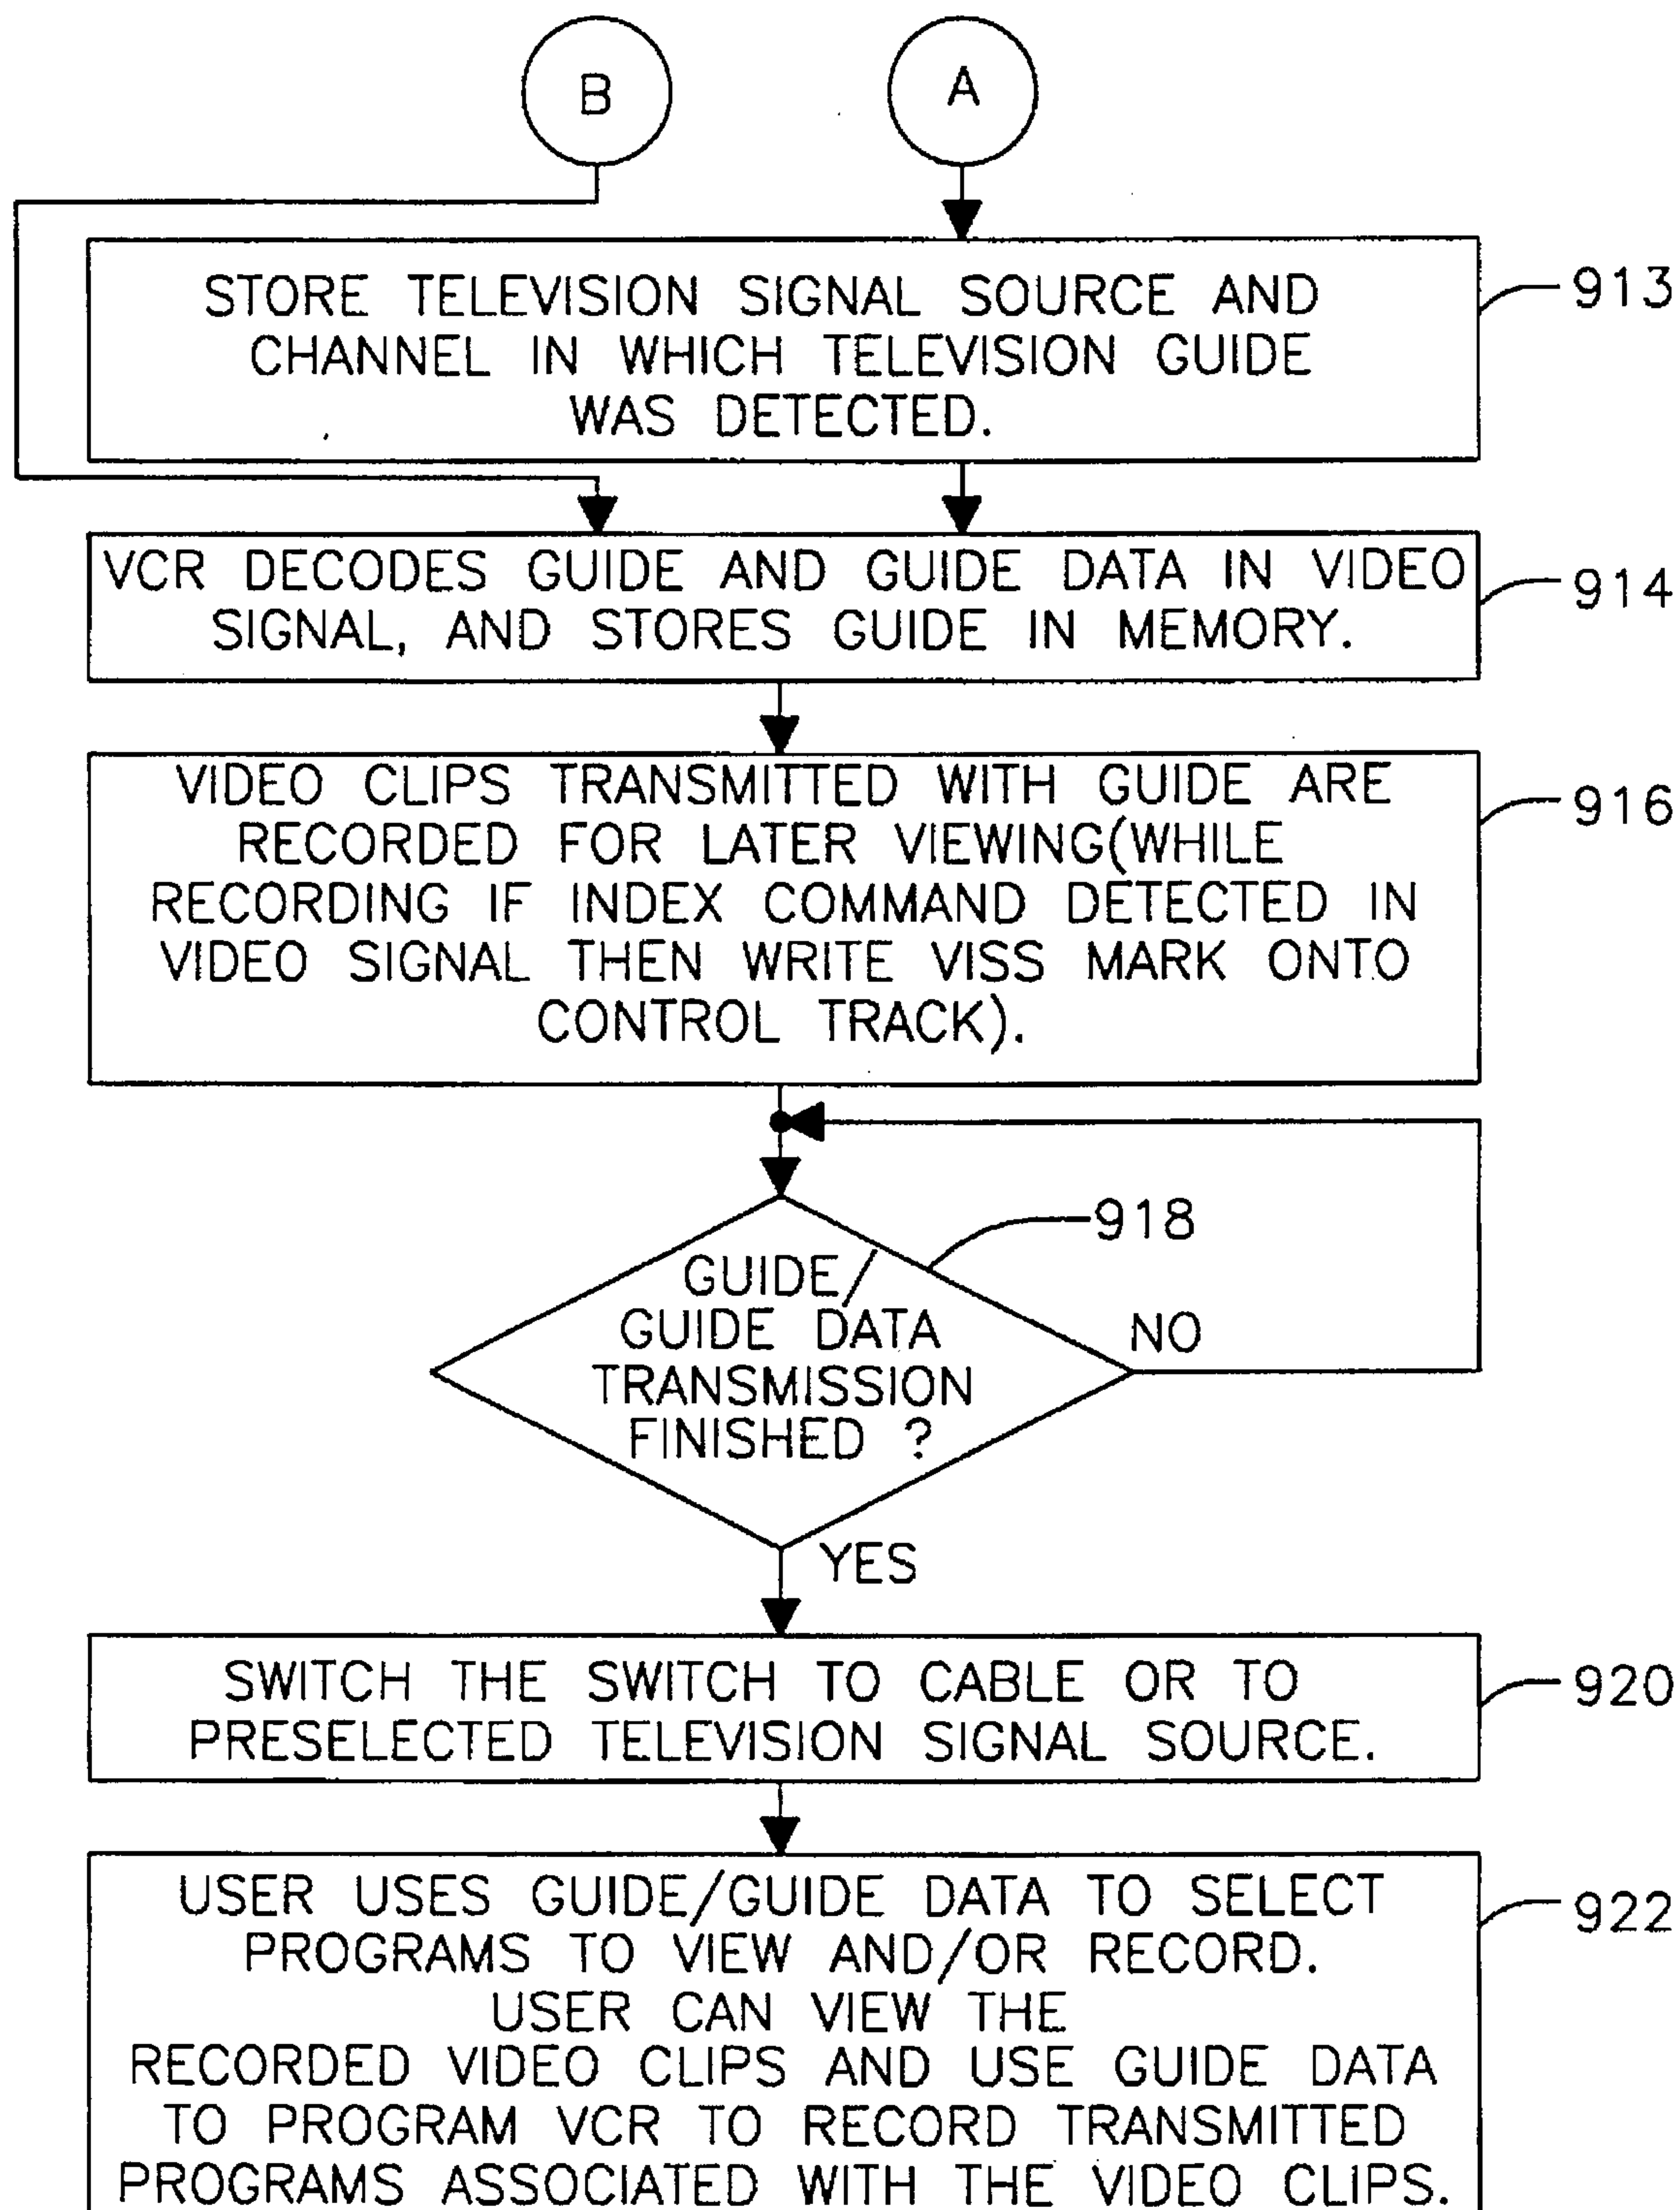 B
A
STORE TELEVISION SIGNAL SOURCE AND
CHANNEL IN WHICH TELEVISION GUIDE
WAS DETECTED.
913
VCR DECODES GUIDE AND GUIDE DATA IN VIDEO
SIGNAL, AND STORES GUIDE IN MEMORY.
914
VIDEO CLIPS TRANSMITTED WITH GUIDE ARE
RECORDED FOR LATER VIEWING(WHILE
RECORDING IF INDEX COMMAND DETECTED IN
VIDEO SIGNAL THEN WRITE VISS MARK ONTO
CONTROL TRACK).
916
918
GUIDE/
GUIDE DATA
TRANSMISSION
FINISHED ?
NO
YES
SWITCH THE SWITCH TO CABLE OR TO
PRESELECTED TELEVISION SIGNAL SOURCE.
920
USER USES GUIDE/GUIDE DATA TO SELECT
PROGRAMS TO VIEW AND/OR RECORD.
USER CAN VIEW THE
RECORDED VIDEO CLIPS AND USE GUIDE DATA
TO PROGRAM VCR TO RECORD TRANSMITTED
PROGRAMS ASSOCIATED WITH THE VIDEO CLIPS.
922